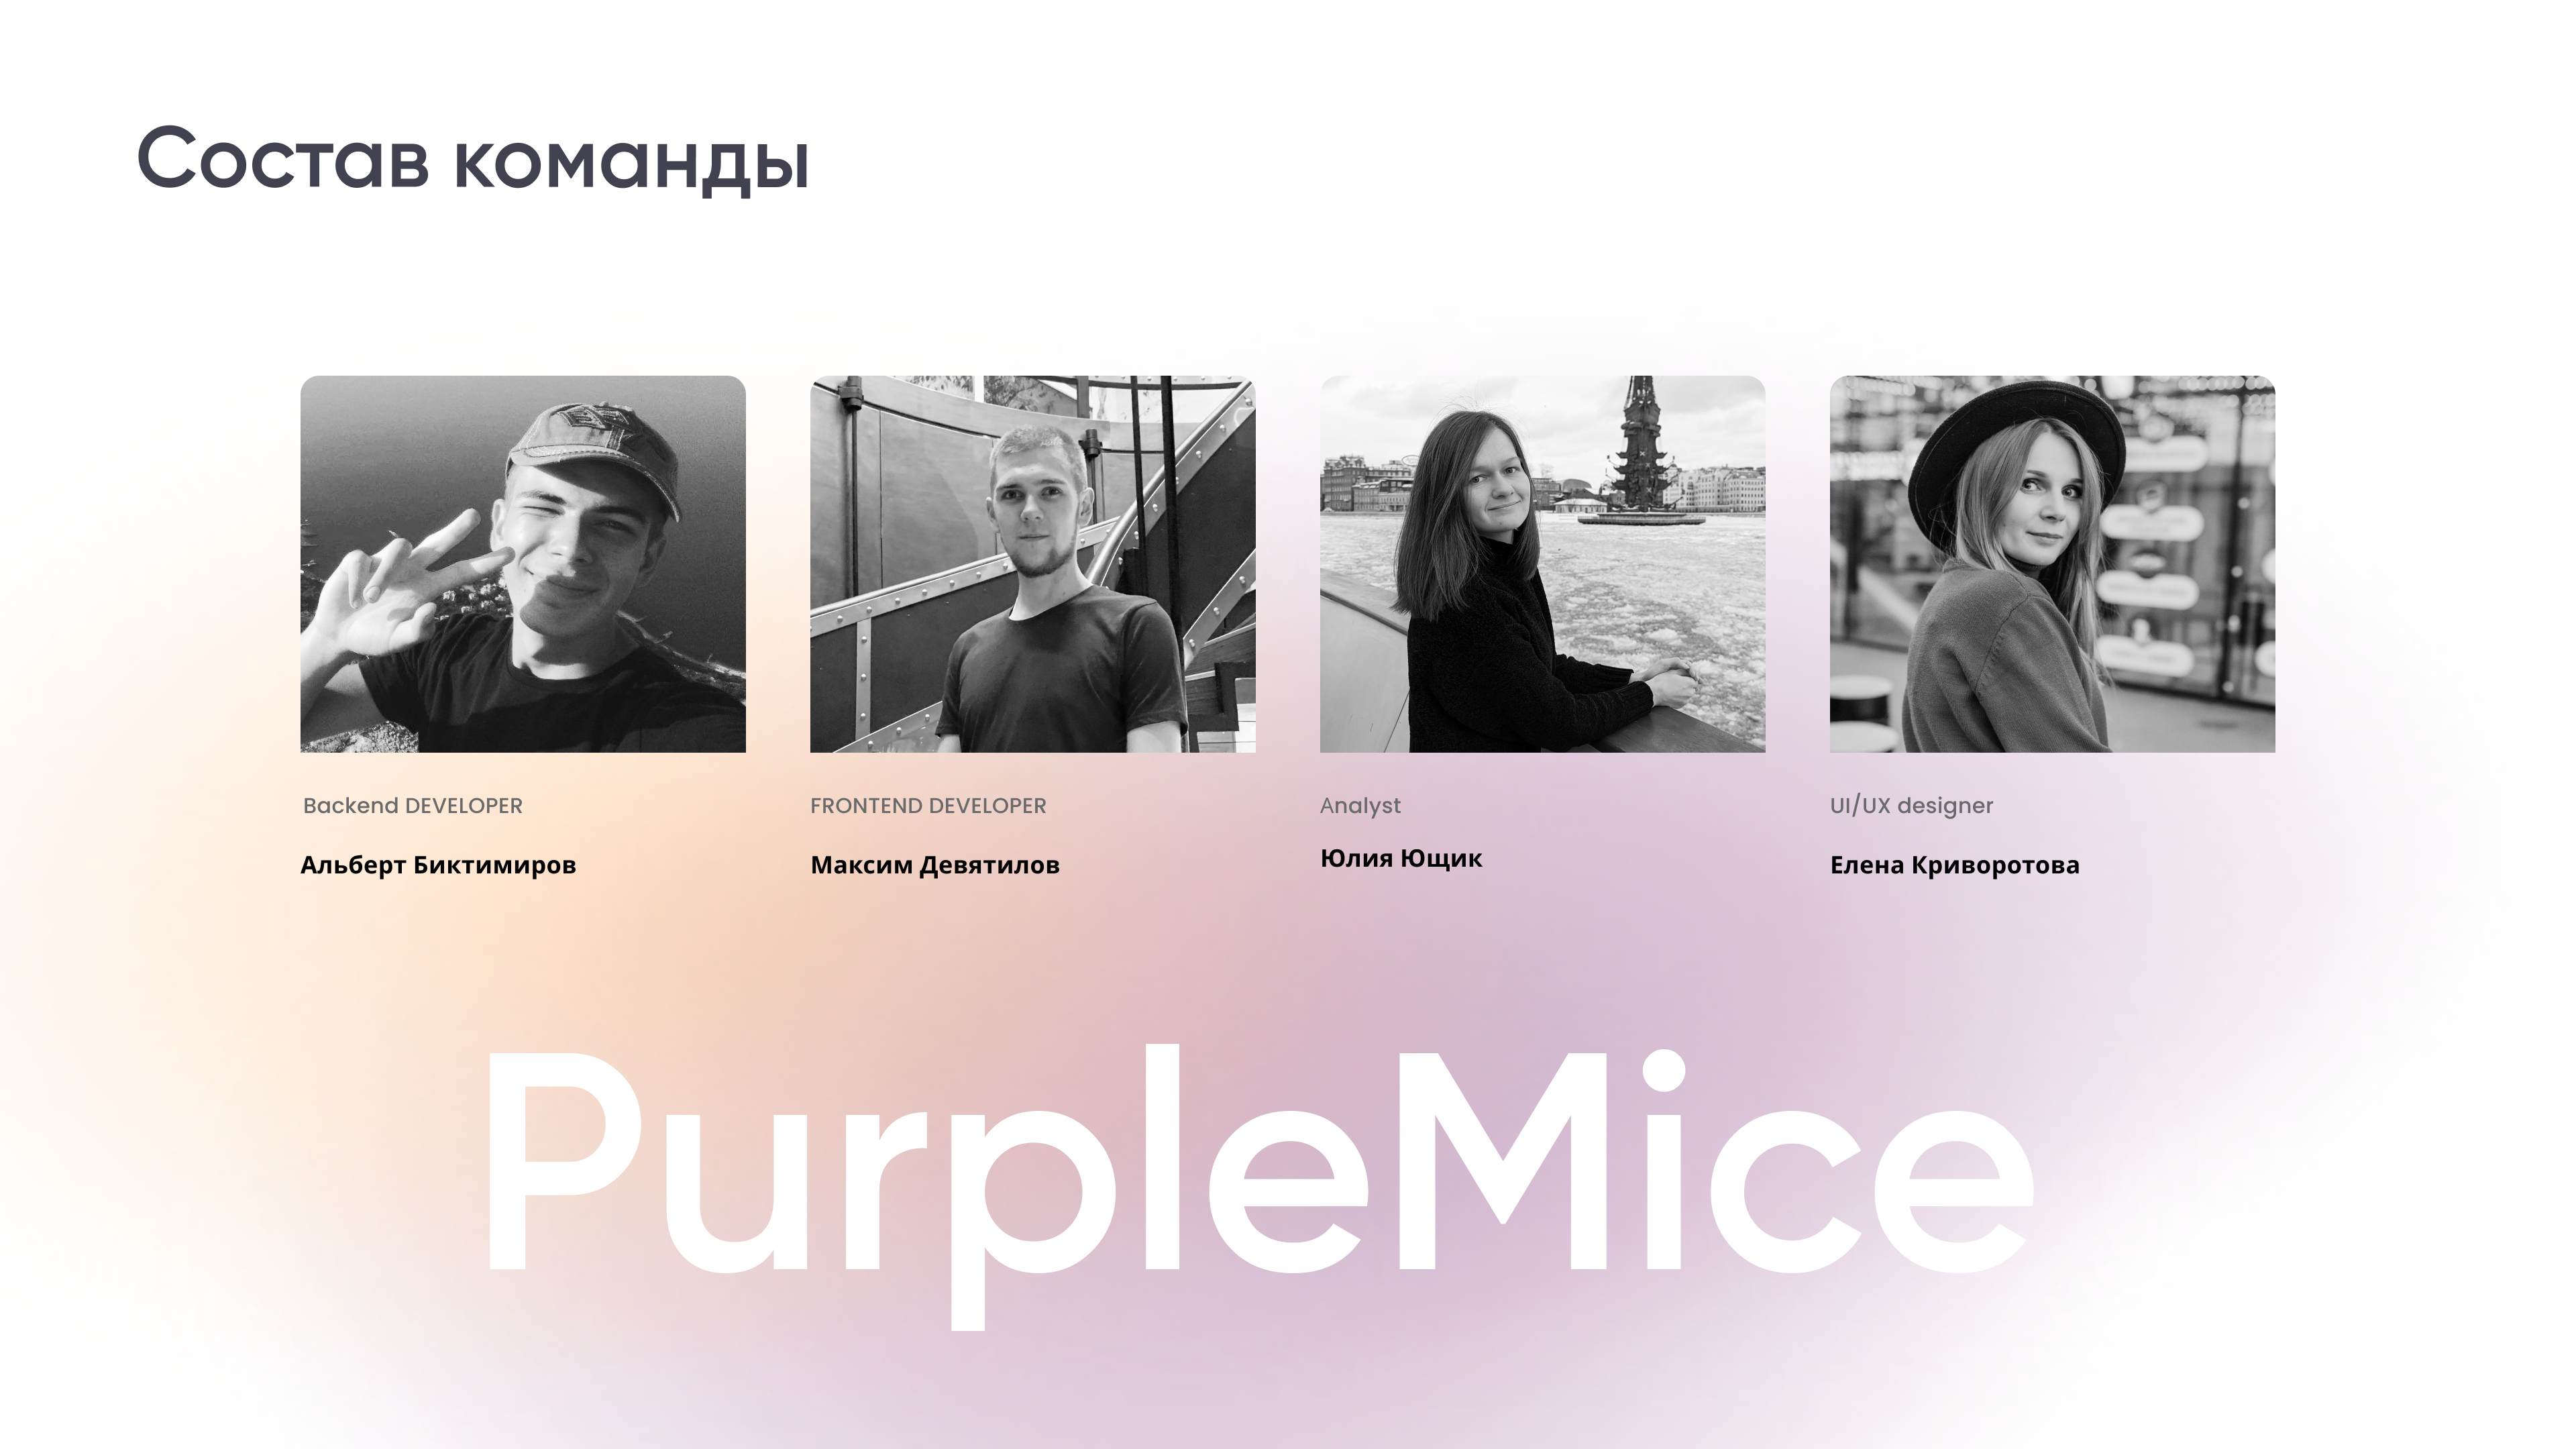 Состав команды
Backend DEVELOPER
Альберт Биктимиров
FRONTEND DEVELOPER
Максим Девятилов
Analyst
Юлия Ющик
UI/UX designer
Елена Криворотова
PurpleMice